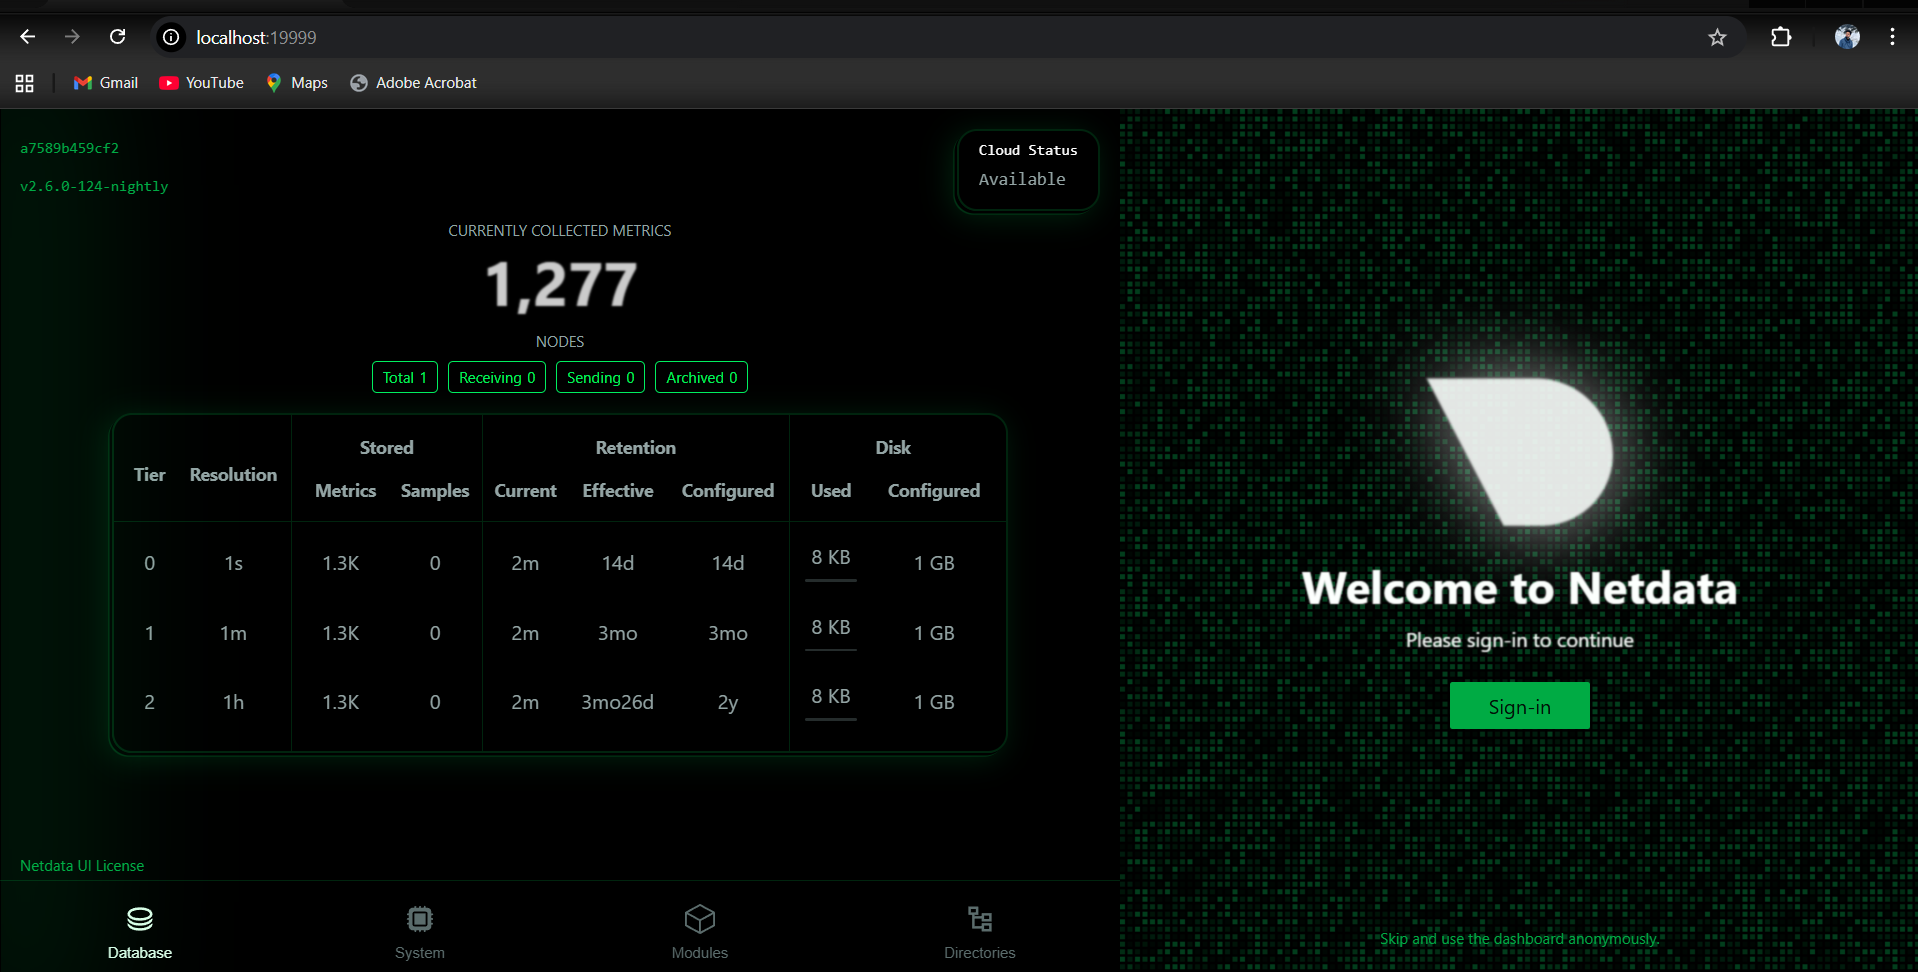 localhost:19999
Gmail YouTube Maps Adobe Acrobat
a7589b459cf2
v2.6.0-124-nightly
Cloud Status
Available
CURRENTLY COLLECTED METRICS
1,277
NODES
Total 1 Receiving 0 Sending 0 Archived 0
Stored Retention Disk
Tier Resolution Metrics Samples Current Effective Configured Used Configured
0 1s 1.3K 0 2m 14d 14d 8 KB 1 GB
1 1m 1.3K 0 2m 3mo 3mo 8 KB 1 GB
2 1h 1.3K 0 2m 3mo26d 2y 8 KB 1 GB
Netdata UI License
Database System Modules Directories
Welcome to Netdata
Please sign-in to continue
Sign-in
Skip and use the dashboard anonymously.